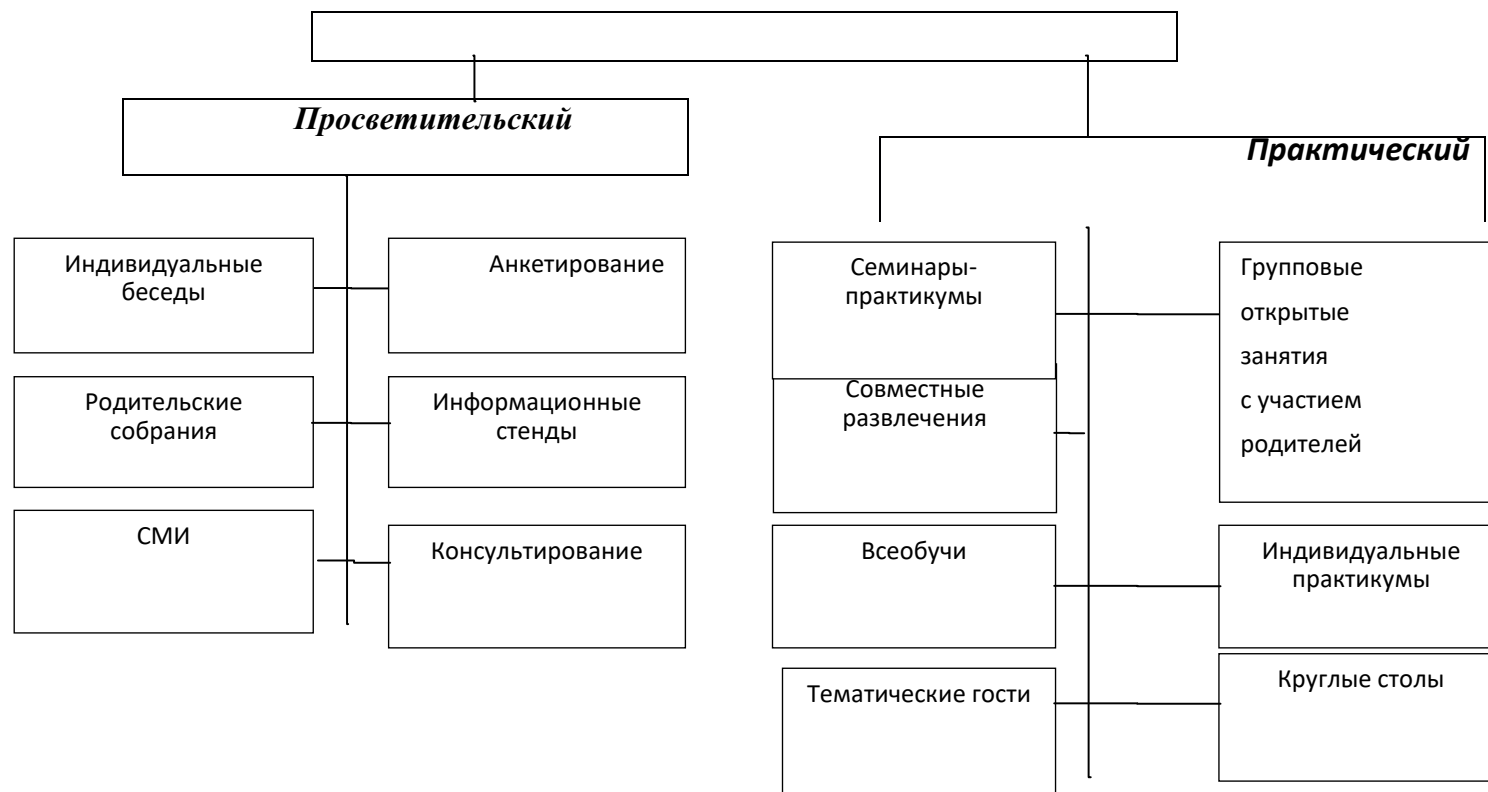 Просветительский
Практический
Индивидуальные
беседы
Анкетирование
Родительские
собрания
Информационные
стенды
СМИ
Консультирование
Семинары-
практикумы
Групповые
открытые
занятия
с участием
родителей
Совместные
развлечения
Всеобучи
Индивидуальные
практикумы
Тематические гости
Круглые столы